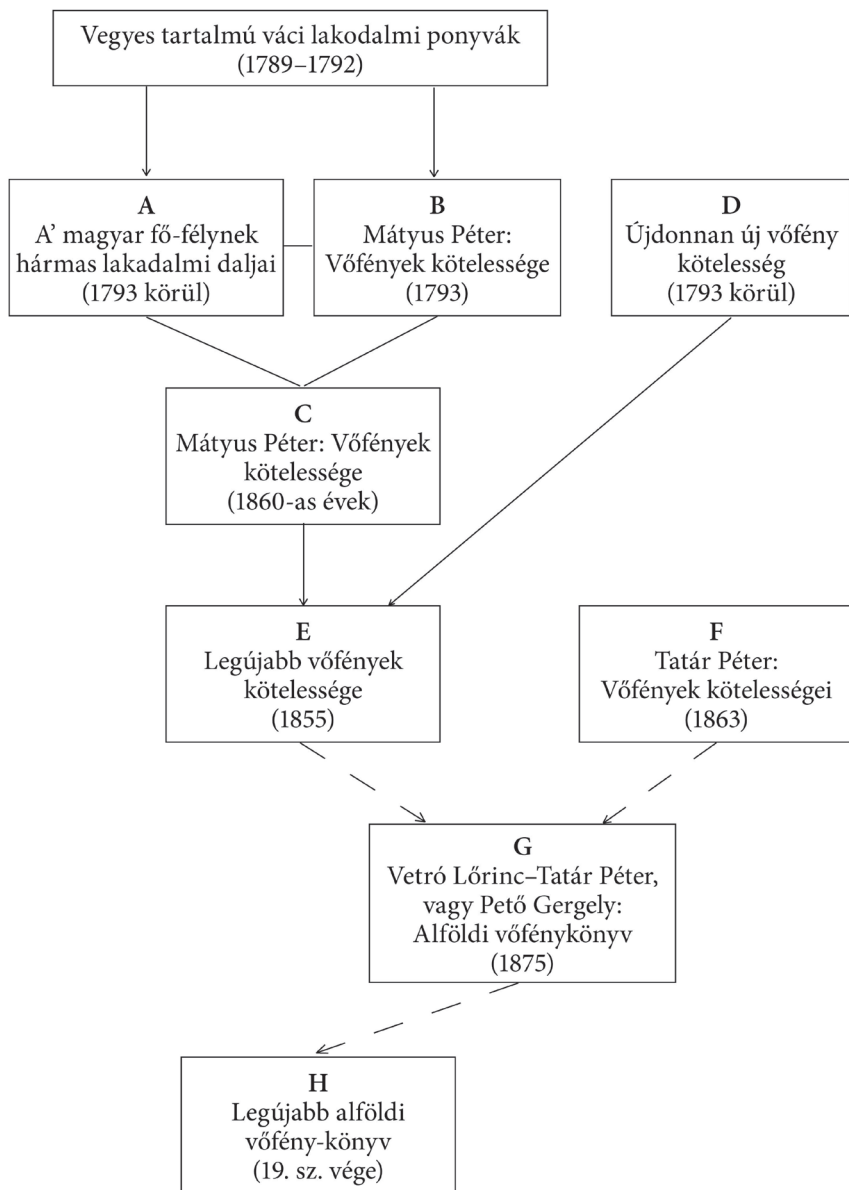 Vegyes tartalmú váci lakodalmi ponyvák
(1789–1792)
A
A’ magyar fő-félynek
hármas lakadalmi daljai
(1793 körül)
B
Mátyus Péter:
Vőfények kötelessége
(1793)
D
Újdonnan új vőfény
kötelesség
(1793 körül)
C
Mátyus Péter: Vőfények
kötelessége
(1860-as évek)
E
Legújabb vőfények
kötelessége
(1855)
F
Tatár Péter:
Vőfények kötelességei
(1863)
G
Vetró Lőrinc–Tatár Péter,
vagy Pető Gergely:
Alföldi vőfénykönyv
(1875)
H
Legújabb alföldi
vőfény-könyv
(19. sz. vége)